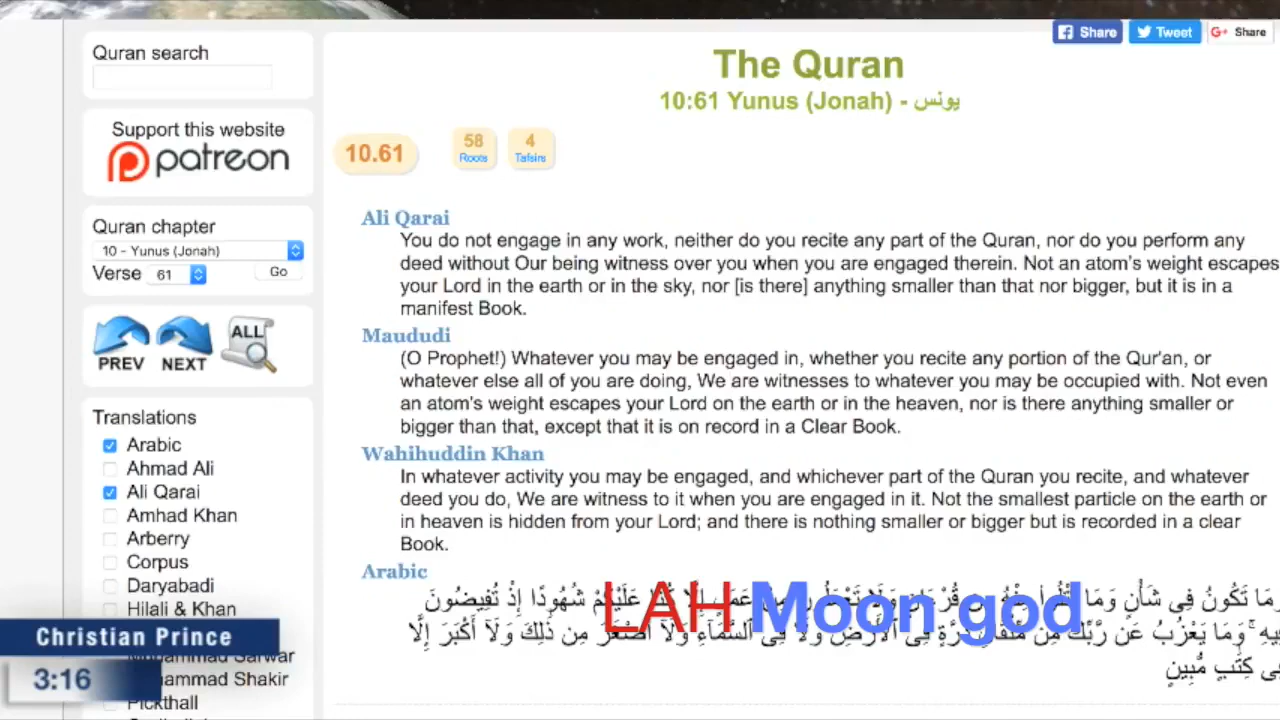 Share
Tweet
Share
Quran search
Support this website
patreon
Quran chapter
10 - Yunus (Jonah)
Verse 61
Go
PREV
NEXT
ALL
Translations
Arabic
Ahmad Ali
Ali Qarai
Amhad Khan
Arberry
Corpus
Daryabadi
Hilali & Khan
Shakir
Pickthall
Christian Prince
3:16
The Quran
10:61 Yunus (Jonah) - يونس
10.61
58
Roots
4
Tafsirs
Ali Qarai
You do not engage in any work, neither do you recite any part of the Quran, nor do you perform any
deed without Our being witness over you when you are engaged therein. Not an atom's weight escapes
your Lord in the earth or in the sky, nor [is there] anything smaller than that nor bigger, but it is in a
manifest Book.
Maududi
(O Prophet!) Whatever you may be engaged in, whether you recite any portion of the Qur'an, or
whatever else all of you are doing, We are witnesses to whatever you may be occupied with. Not even
an atom's weight escapes your Lord on the earth or in the heaven, nor is there anything smaller or
bigger than that, except that it is on record in a Clear Book.
Wahihuddin Khan
In whatever activity you may be engaged, and whichever part of the Quran you recite, and whatever
deed you do, We are witness to it when you are engaged in it. Not the smallest particle on the earth or
in heaven is hidden from your Lord; and there is nothing smaller or bigger but is recorded in a clear
Book.
Arabic
تَكُونُ فِى شَأْنٍ وَمَا عَلَيْكُمْ شُهُودًا إِذْ تُفِيضُونَ
وَمَا يَعْزُبُ عَن رَّبِّكَ مِن ذَٰلِكَ وَلَآ أَكْبَرَ إِلَّا
كِتَٰبٍ مُّبِينٍ
LAH Moon god